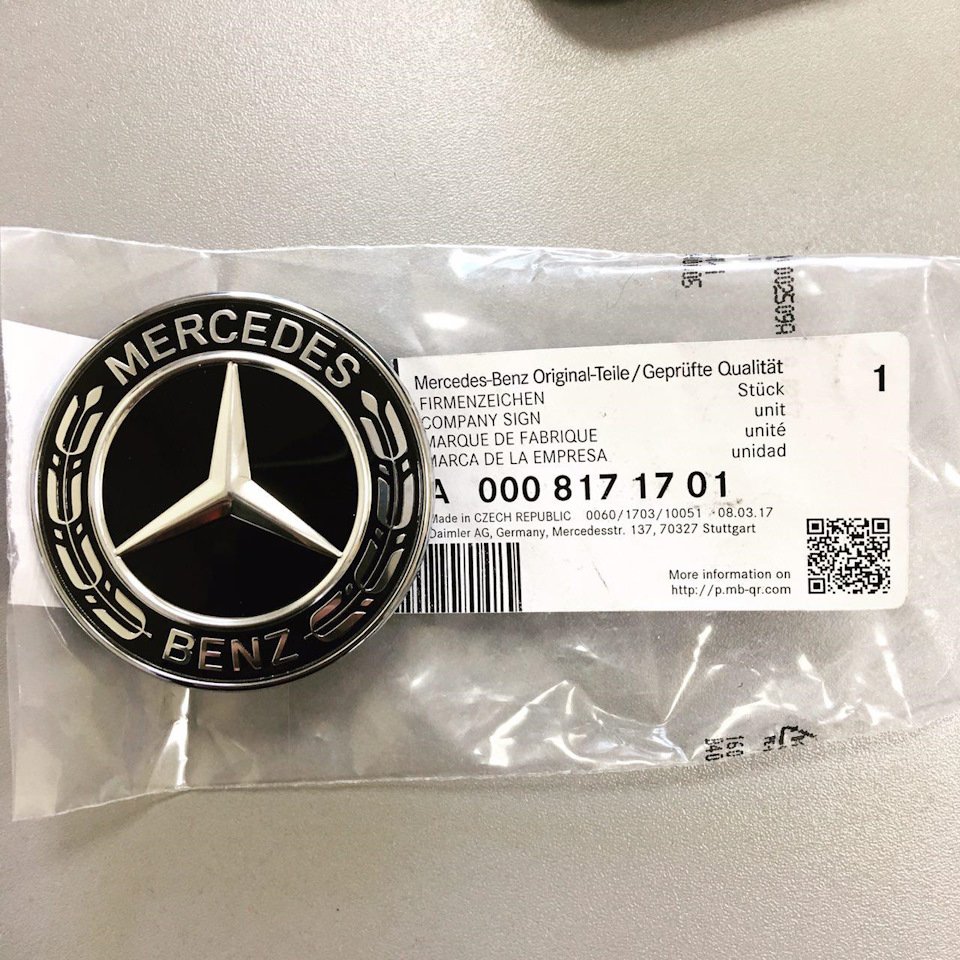 MERCEDES
BENZ
Mercedes-Benz Original-Teile/Geprüfte Qualität
FIRMENZEICHEN Stück 1
COMPANY SIGN unit
MARQUE DE FABRIQUE unité
MARCA DE LA EMPRESA unidad
A 000 817 17 01
Made in CZECH REPUBLIC 0060/1703/10051 08.03.17
Daimler AG, Germany, Mercedesstr. 137, 70327 Stuttgart
More information on
http://p.mb-qr.com